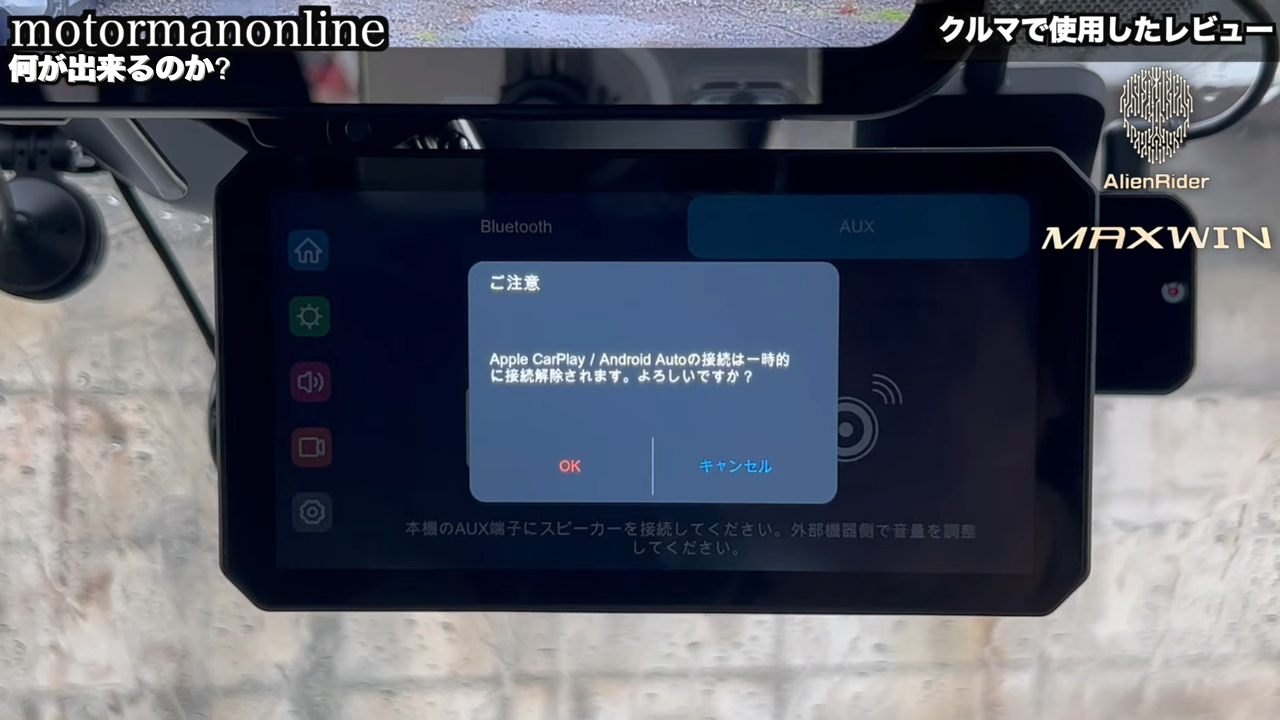 motormanonline
何が出来るのか?
クルマで使用したレビュー
AlienRider
MAXWIN
Bluetooth
AUX
ご注意
Apple CarPlay / Android Autoの接続は一時的
に接続解除されます。よろしいですか？
OK
キャンセル
本機のAUX端子にスピーカーを接続してください。外部機器側で音量を調整
してください。